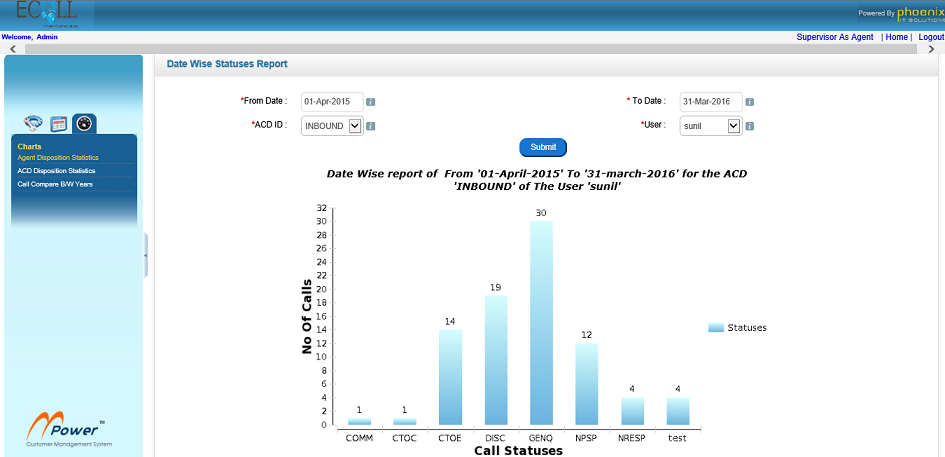 EC LL
Powered By phoenix
IT SOLUTIONS
Welcome, Admin
Supervisor As Agent | Home | Logout
Date Wise Statuses Report
*From Date : 01-Apr-2015
* To Date : 31-Mar-2016
*ACD ID : INBOUND
*User : sunil
Submit
Charts
Agent Disposition Statistics
ACD Disposition Statistics
Call Compare B/W Years
Date Wise report of From '01-April-2015' To '31-march-2016' for the ACD
'INBOUND' of The User 'sunil'
No Of Calls
32
30
28
26
24
22
20
18
16
14
12
10
8
6
4
2
0
1
1
14
19
30
12
4
4
COMM CTOC CTOE DISC GENQ NPSP NRESP test
Call Statuses
Statuses
mPower TM
Customer Management System